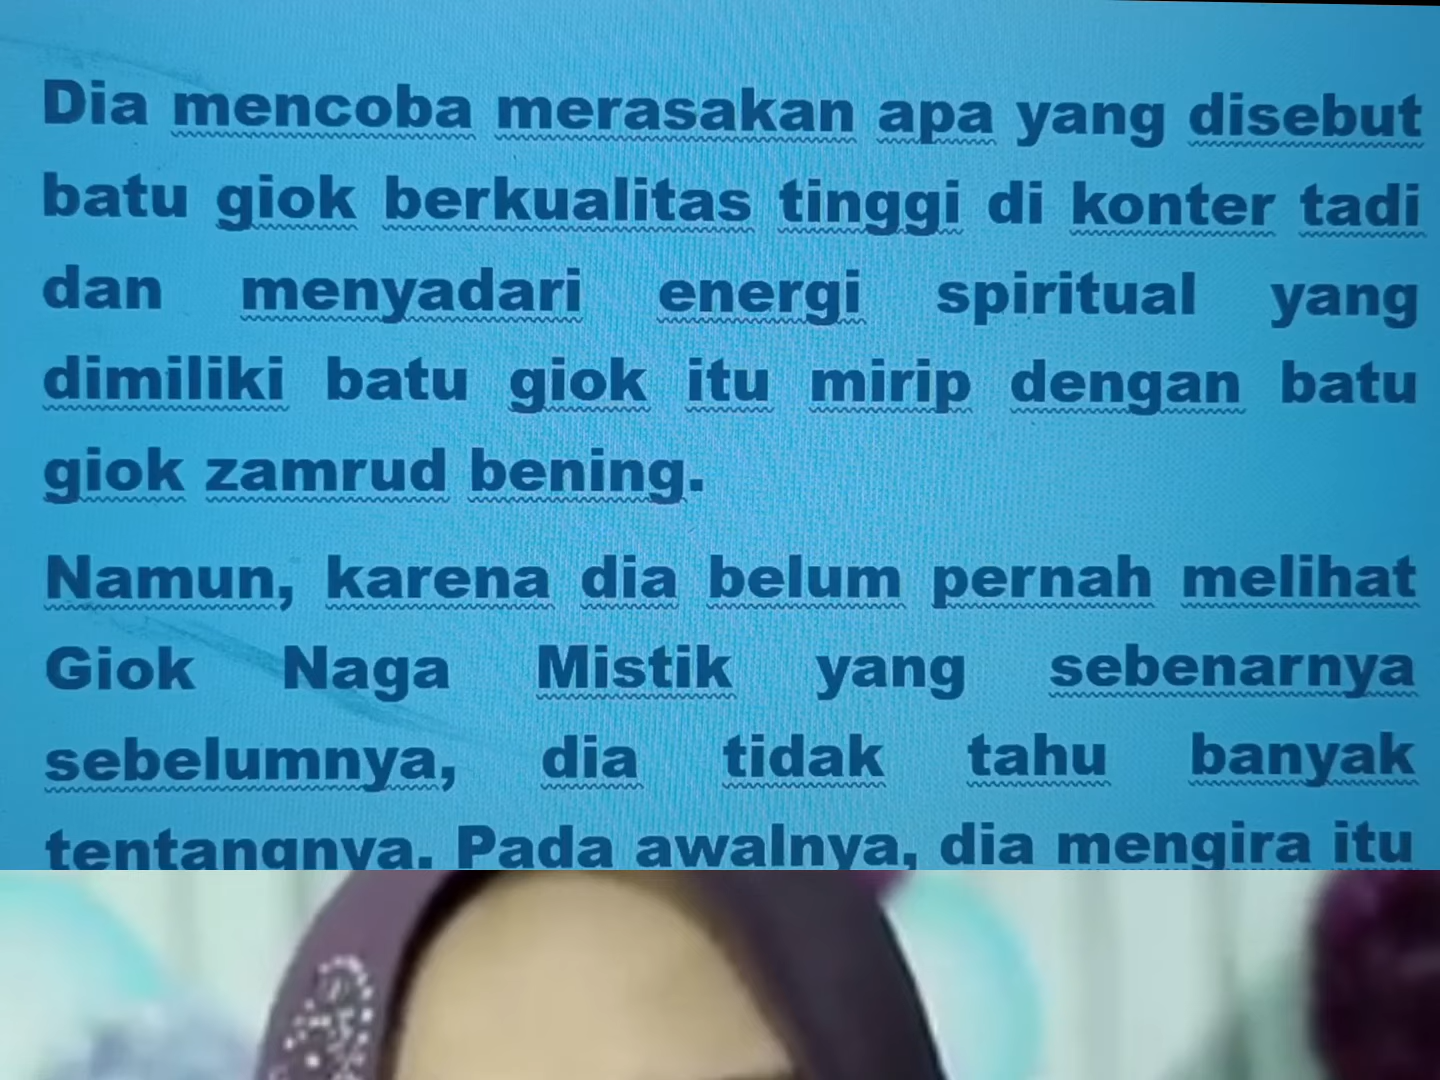 Dia mencoba merasakan apa yang disebut
batu giok berkualitas tinggi di konter tadi
dan menyadari energi spiritual yang
dimiliki batu giok itu mirip dengan batu
giok zamrud bening.
Namun, karena dia belum pernah melihat
Giok Naga Mistik yang sebenarnya
sebelumnya, dia tidak tahu banyak
tentangnya. Pada awalnya, dia mengira itu